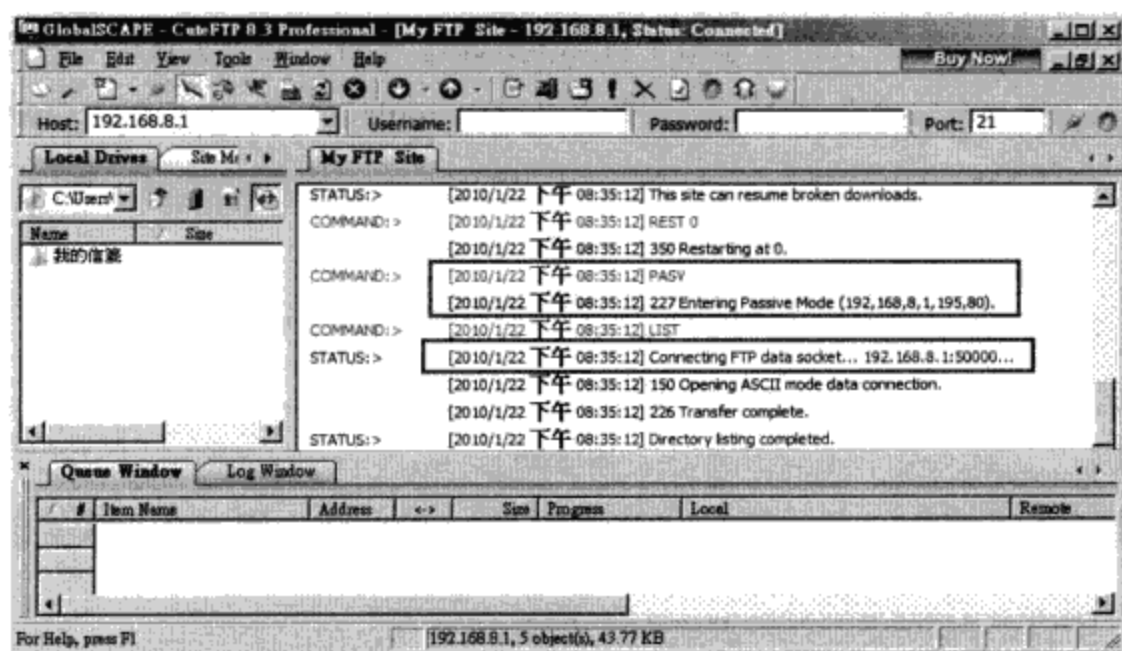 GlobalSCAPE - CuteFTP 8.3 Professional - [My FTP Site - 192.168.8.1, Status: Connected]
File Edit View Tools Window Help
Buy Now!
Host: 192.168.8.1 Username: Password: Port: 21
Local Drives Site My FTP Site
C:\Users\
Name Size
我的信籤
STATUS:> [2010/1/22 下午 08:35:12] This site can resume broken downloads.
COMMAND:> [2010/1/22 下午 08:35:12] REST 0
[2010/1/22 下午 08:35:12] 350 Restarting at 0.
COMMAND:> [2010/1/22 下午 08:35:12] PASV
[2010/1/22 下午 08:35:12] 227 Entering Passive Mode (192,168,8,1,195,80).
COMMAND:> [2010/1/22 下午 08:35:12] LIST
STATUS:> [2010/1/22 下午 08:35:12] Connecting FTP data socket... 192.168.8.1:50000...
[2010/1/22 下午 08:35:12] 150 Opening ASCII mode data connection.
[2010/1/22 下午 08:35:12] 226 Transfer complete.
STATUS:> [2010/1/22 下午 08:35:12] Directory listing completed.
Queue Window Log Window
# Item Name Address <-> Size Progress Local Remote
For Help, press F1 192.168.8.1, 5 object(s), 43.77 KB